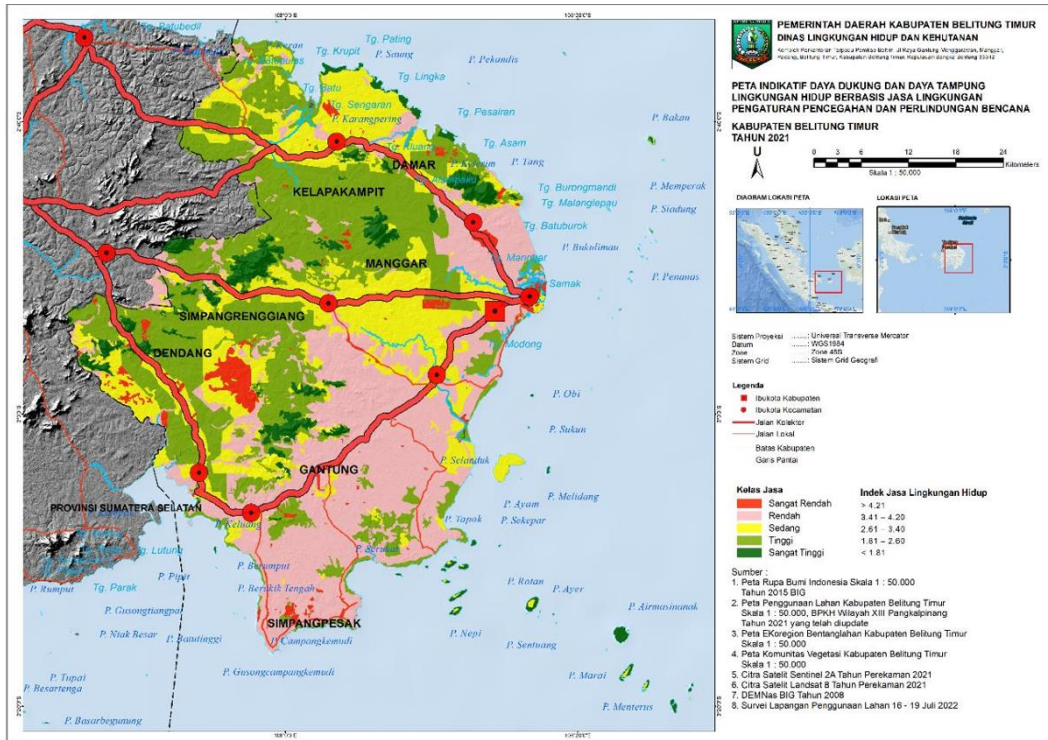 PEMERINTAH DAERAH KABUPATEN BELITUNG TIMUR
DINAS LINGKUNGAN HIDUP DAN KEHUTANAN
PETA INDIKATIF DAYA DUKUNG DAN DAYA TAMPUNG
LINGKUNGAN HIDUP BERBASIS JASA LINGKUNGAN
PENGATURAN PENCEGAHAN DAN PERLINDUNGAN BENCANA
KABUPATEN BELITUNG TIMUR
TAHUN 2021
U
0 3 6 12 18 24
Kilometers
Skala 1 : 50.000
DIAGRAM LOKASI PETA
LOKASI PETA
Sistem Proyeksi : Universal Transverse Mercator
Datum : WGS1984
Zone : Zone 48S
Sistem Grid : Sistem Grid Geografi
Legenda
Ibukota Kabupaten
Ibukota Kecamatan
Jalan Kolektor
Jalan Lokal
Batas Kabupaten
Garis Pantai
Kelas Jasa Indek Jasa Lingkungan Hidup
Sangat Rendah > 4.21
Rendah 3.41 – 4.20
Sedang 2.61 – 3.40
Tinggi 1.81 – 2.60
Sangat Tinggi < 1.81
Sumber :
1. Peta Rupa Bumi Indonesia Skala 1 : 50.000
Tahun 2015 BIG
2. Peta Penggunaan Lahan Kabupaten Belitung Timur
Skala 1 : 50.000, BPKH Wilayah XIII Pangkalpinang
Tahun 2021 yang telah diupdate
3. Peta EKoregion Bentanglahan Kabupaten Belitung Timur
Skala 1 : 50.000
4. Peta Komunitas Vegetasi Kabupaten Belitung Timur
Skala 1 : 50.000
5. Citra Satelit Sentinel 2A Tahun Perekaman 2021
6. Citra Satelit Landsat 8 Tahun Perekaman 2021
7. DEMNas BIG Tahun 2008
8. Survei Lapangan Penggunaan Lahan 16 - 19 Juli 2022
Tg. Batubedil
Tg. Pating
Tg. Krupit
P. Saung
P. Pekandis
Tg. Lingka
Tg. Batu
Tg. Sengaran
P. Karangpering
Tg. Pesairan
P. Bakau
Tg. Kluang
Tg. Asam
DAMAR
P. Tang
KELAPAKAMPIT
Tg. Burongmandi
P. Memperak
Tg. Malanglepau
P. Siadung
Tg. Batuburok
P. Bukulimau
MANGGAR
Tg. Manggar
P. Penanas
Samak
SIMPANGRENGGIANG
Tg. Modong
DENDANG
P. Obi
P. Sukun
P. Selanduk
GANTUNG
P. Melidang
P. Ayam
P. Sekepar
P. Tapok
PROVINSI SUMATERA SELATAN
P. Keluang
Tg. Lutung
P. Seruket
P. Berumput
P. Pipir
P. Rotan
P. Ayer
Tg. Parak
P. Rumput
P. Berikik Tengah
P. Gusongtiangpa
P. Airmasinanak
SIMPANGPESAK
P. Niuk Besar
P. Batutinggi
P. Campangkemudi
P. Nepi
P. Sentuang
P. Gusongcampangkemudi
P. Tupai
P. Besartenga
P. Marai
P. Menterus
P. Basarbegunung